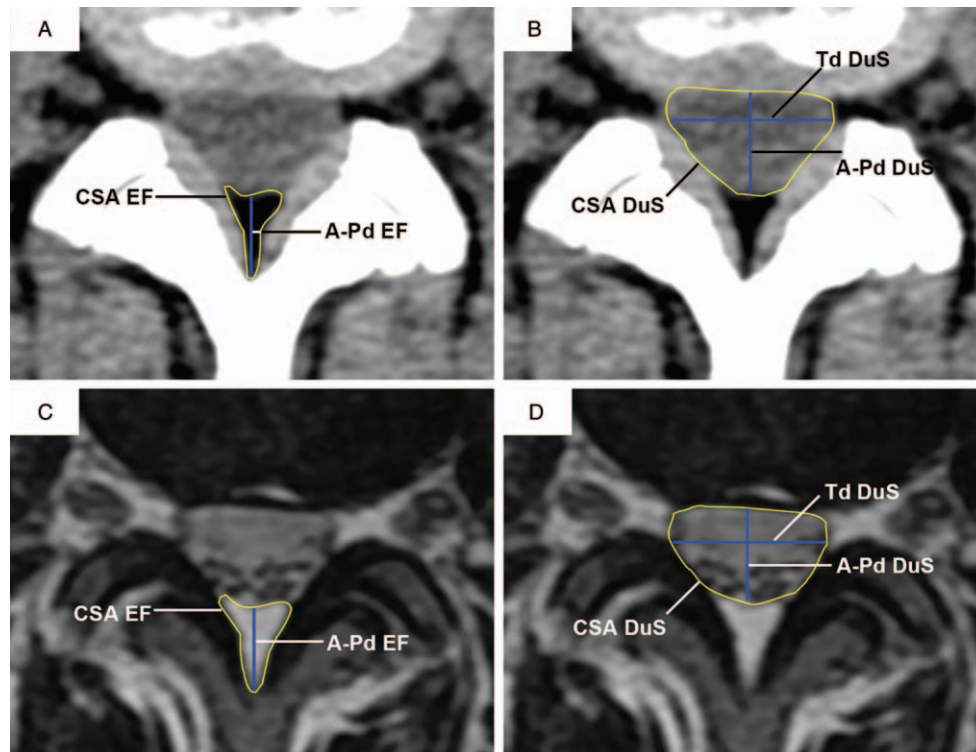 A
CSA EF
A-Pd EF
B
Td DuS
A-Pd DuS
CSA DuS
C
CSA EF
A-Pd EF
D
Td DuS
A-Pd DuS
CSA DuS